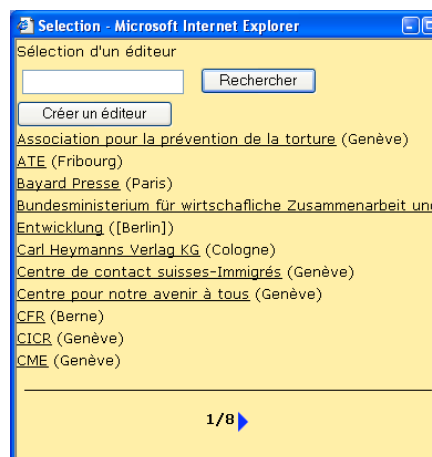 Selection - Microsoft Internet Explorer
Sélection d'un éditeur
Rechercher
Créer un éditeur
Association pour la prévention de la torture (Genève)
ATE (Fribourg)
Bayard Presse (Paris)
Bundesministerium für wirtschafliche Zusammenarbeit und
Entwicklung ([Berlin])
Carl Heymanns Verlag KG (Cologne)
Centre de contact suisses-Immigrés (Genève)
Centre pour notre avenir à tous (Genève)
CFR (Berne)
CICR (Genève)
CME (Genève)
1/8